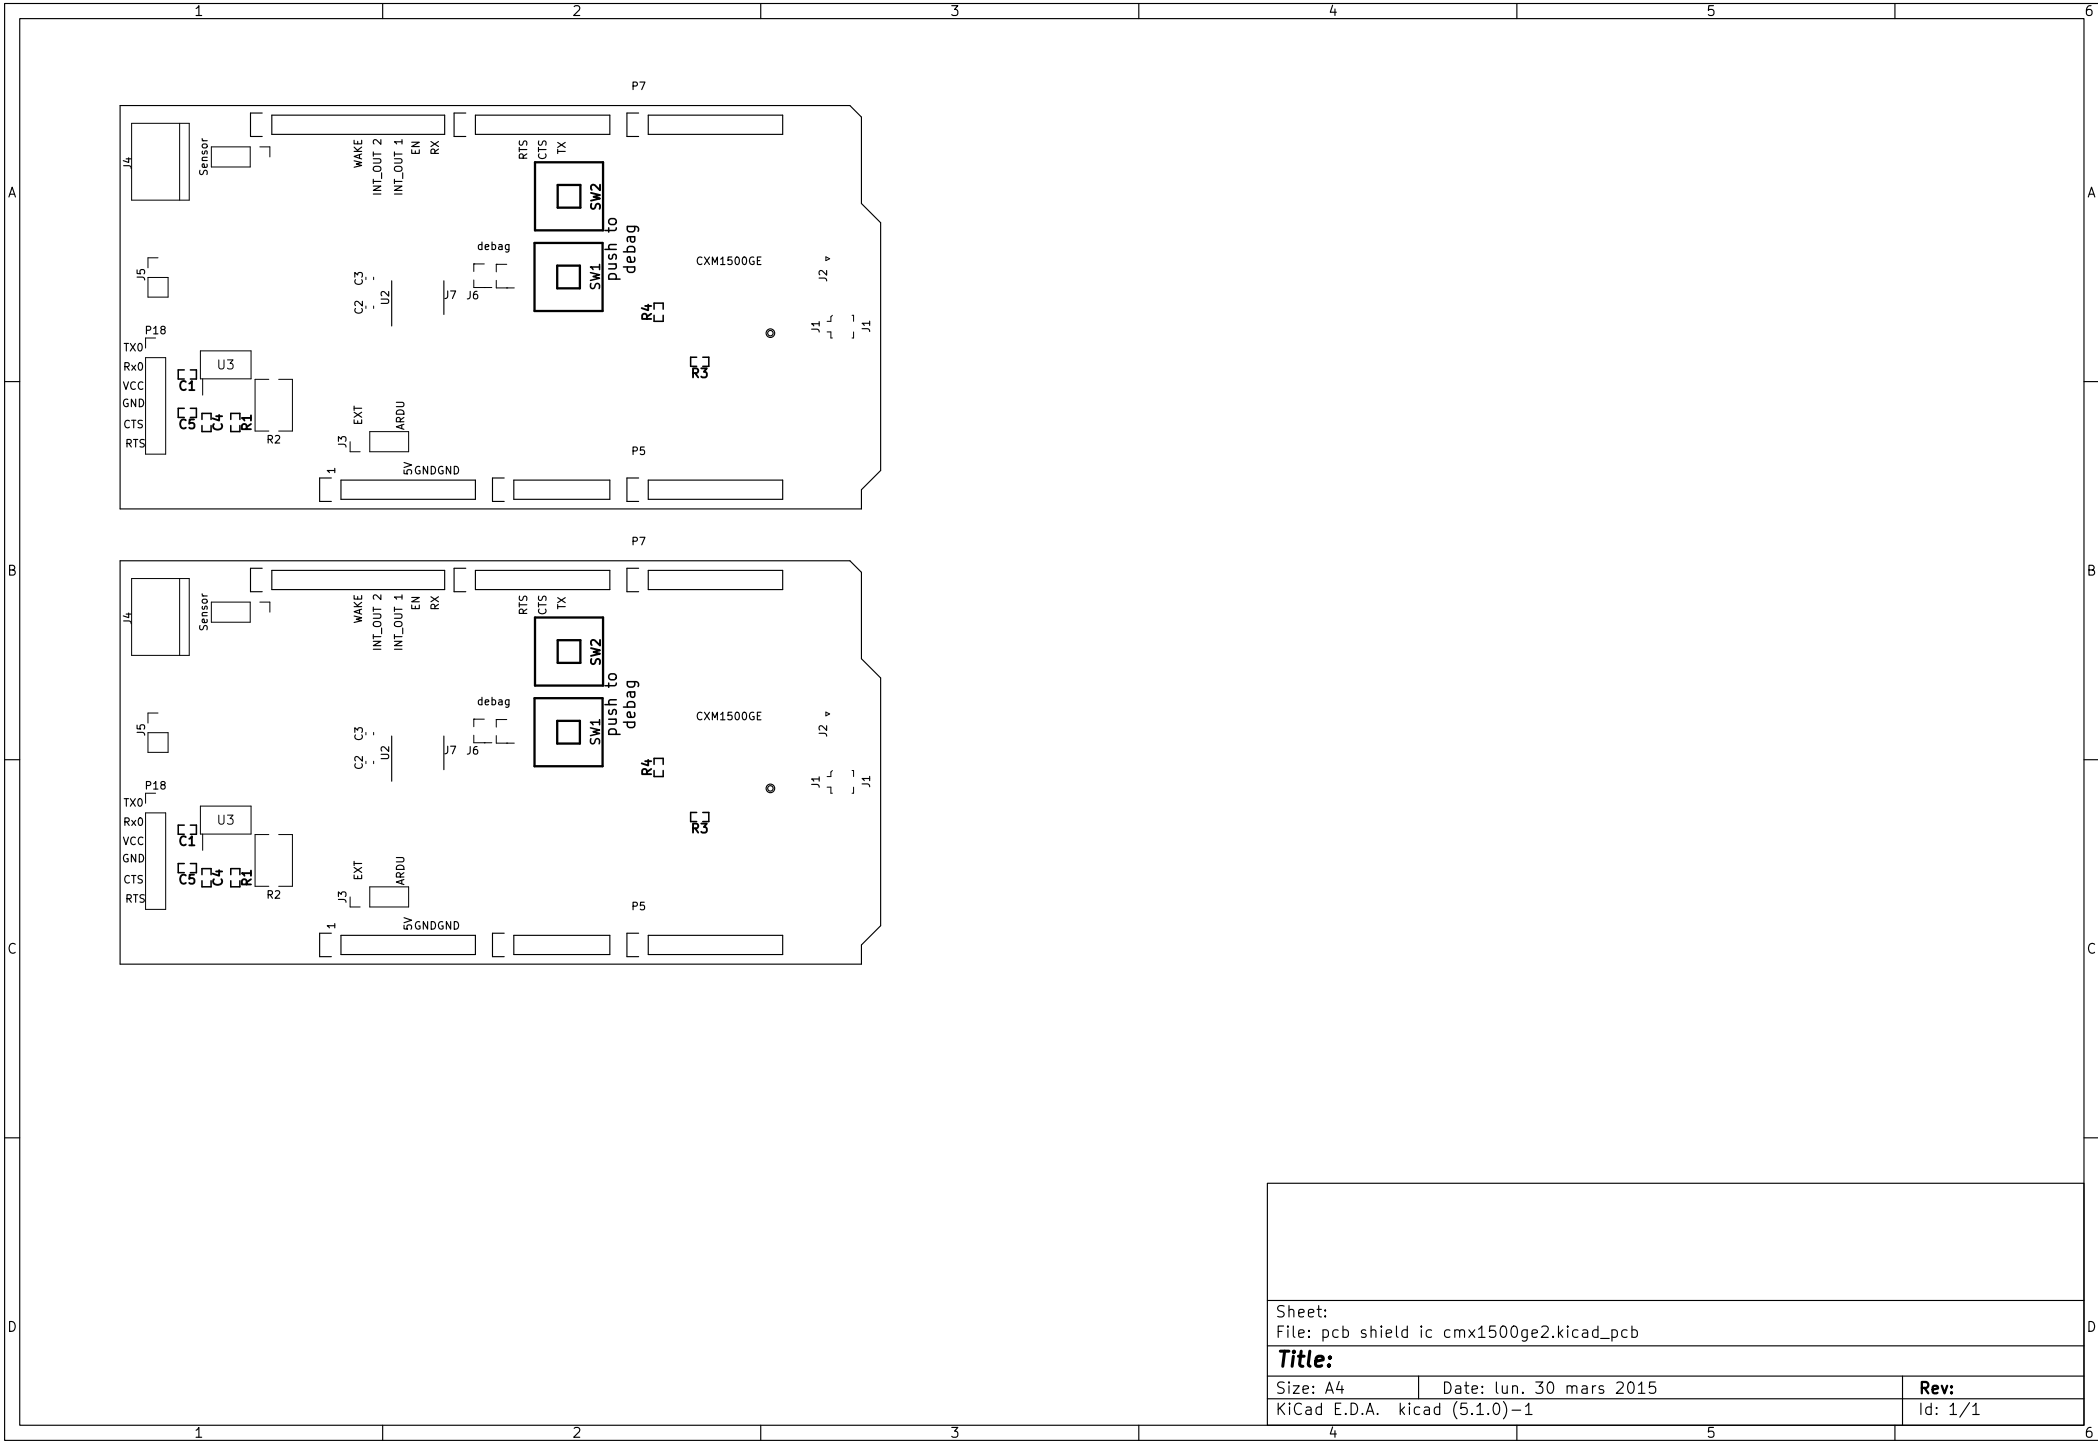 1 2 3 4 5 6
P7
J4
Sensor
WAKE
INT_OUT 2
INT_OUT 1
EN
RX
RTS
CTS
TX
A
A
SW2
push to
debag
debag
SW1
CXM1500GE
J2
J5
C3
C2
U2
J7
J6
R4
J1
J1
P18
TX0
Rx0
VCC
GND
CTS
RTS
U3
C1
C5
C4
R1
R2
R3
EXT
ARDU
J3
P5
1
5V
GNDGND
P7
B
B
J4
Sensor
WAKE
INT_OUT 2
INT_OUT 1
EN
RX
RTS
CTS
TX
SW2
push to
debag
debag
SW1
CXM1500GE
J2
J5
C3
C2
U2
J7
J6
R4
J1
J1
P18
TX0
Rx0
VCC
GND
CTS
RTS
U3
C1
C5
C4
R1
R2
R3
EXT
ARDU
J3
P5
1
5V
GNDGND
C
C
D
D
Sheet:
File: pcb shield ic cmx1500ge2.kicad_pcb
Title:
Size: A4
Date: lun. 30 mars 2015
Rev:
KiCad E.D.A. kicad (5.1.0)-1
Id: 1/1
1 2 3 4 5 6